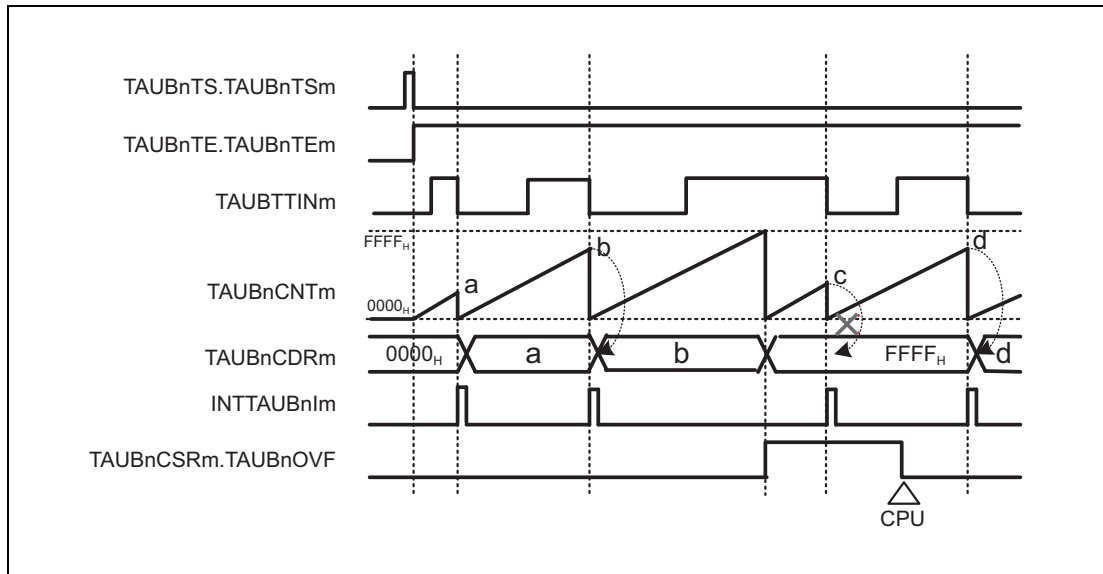 TAUBnTS.TAUBnTSm
TAUBnTE.TAUBnTEm
TAUBTTINm
FFFFH
b
d
a
c
TAUBnCNTm
0000H
TAUBnCDRm
0000H
a
b
FFFFH
d
INTTAUBnIm
TAUBnCSRm.TAUBnOVF
CPU